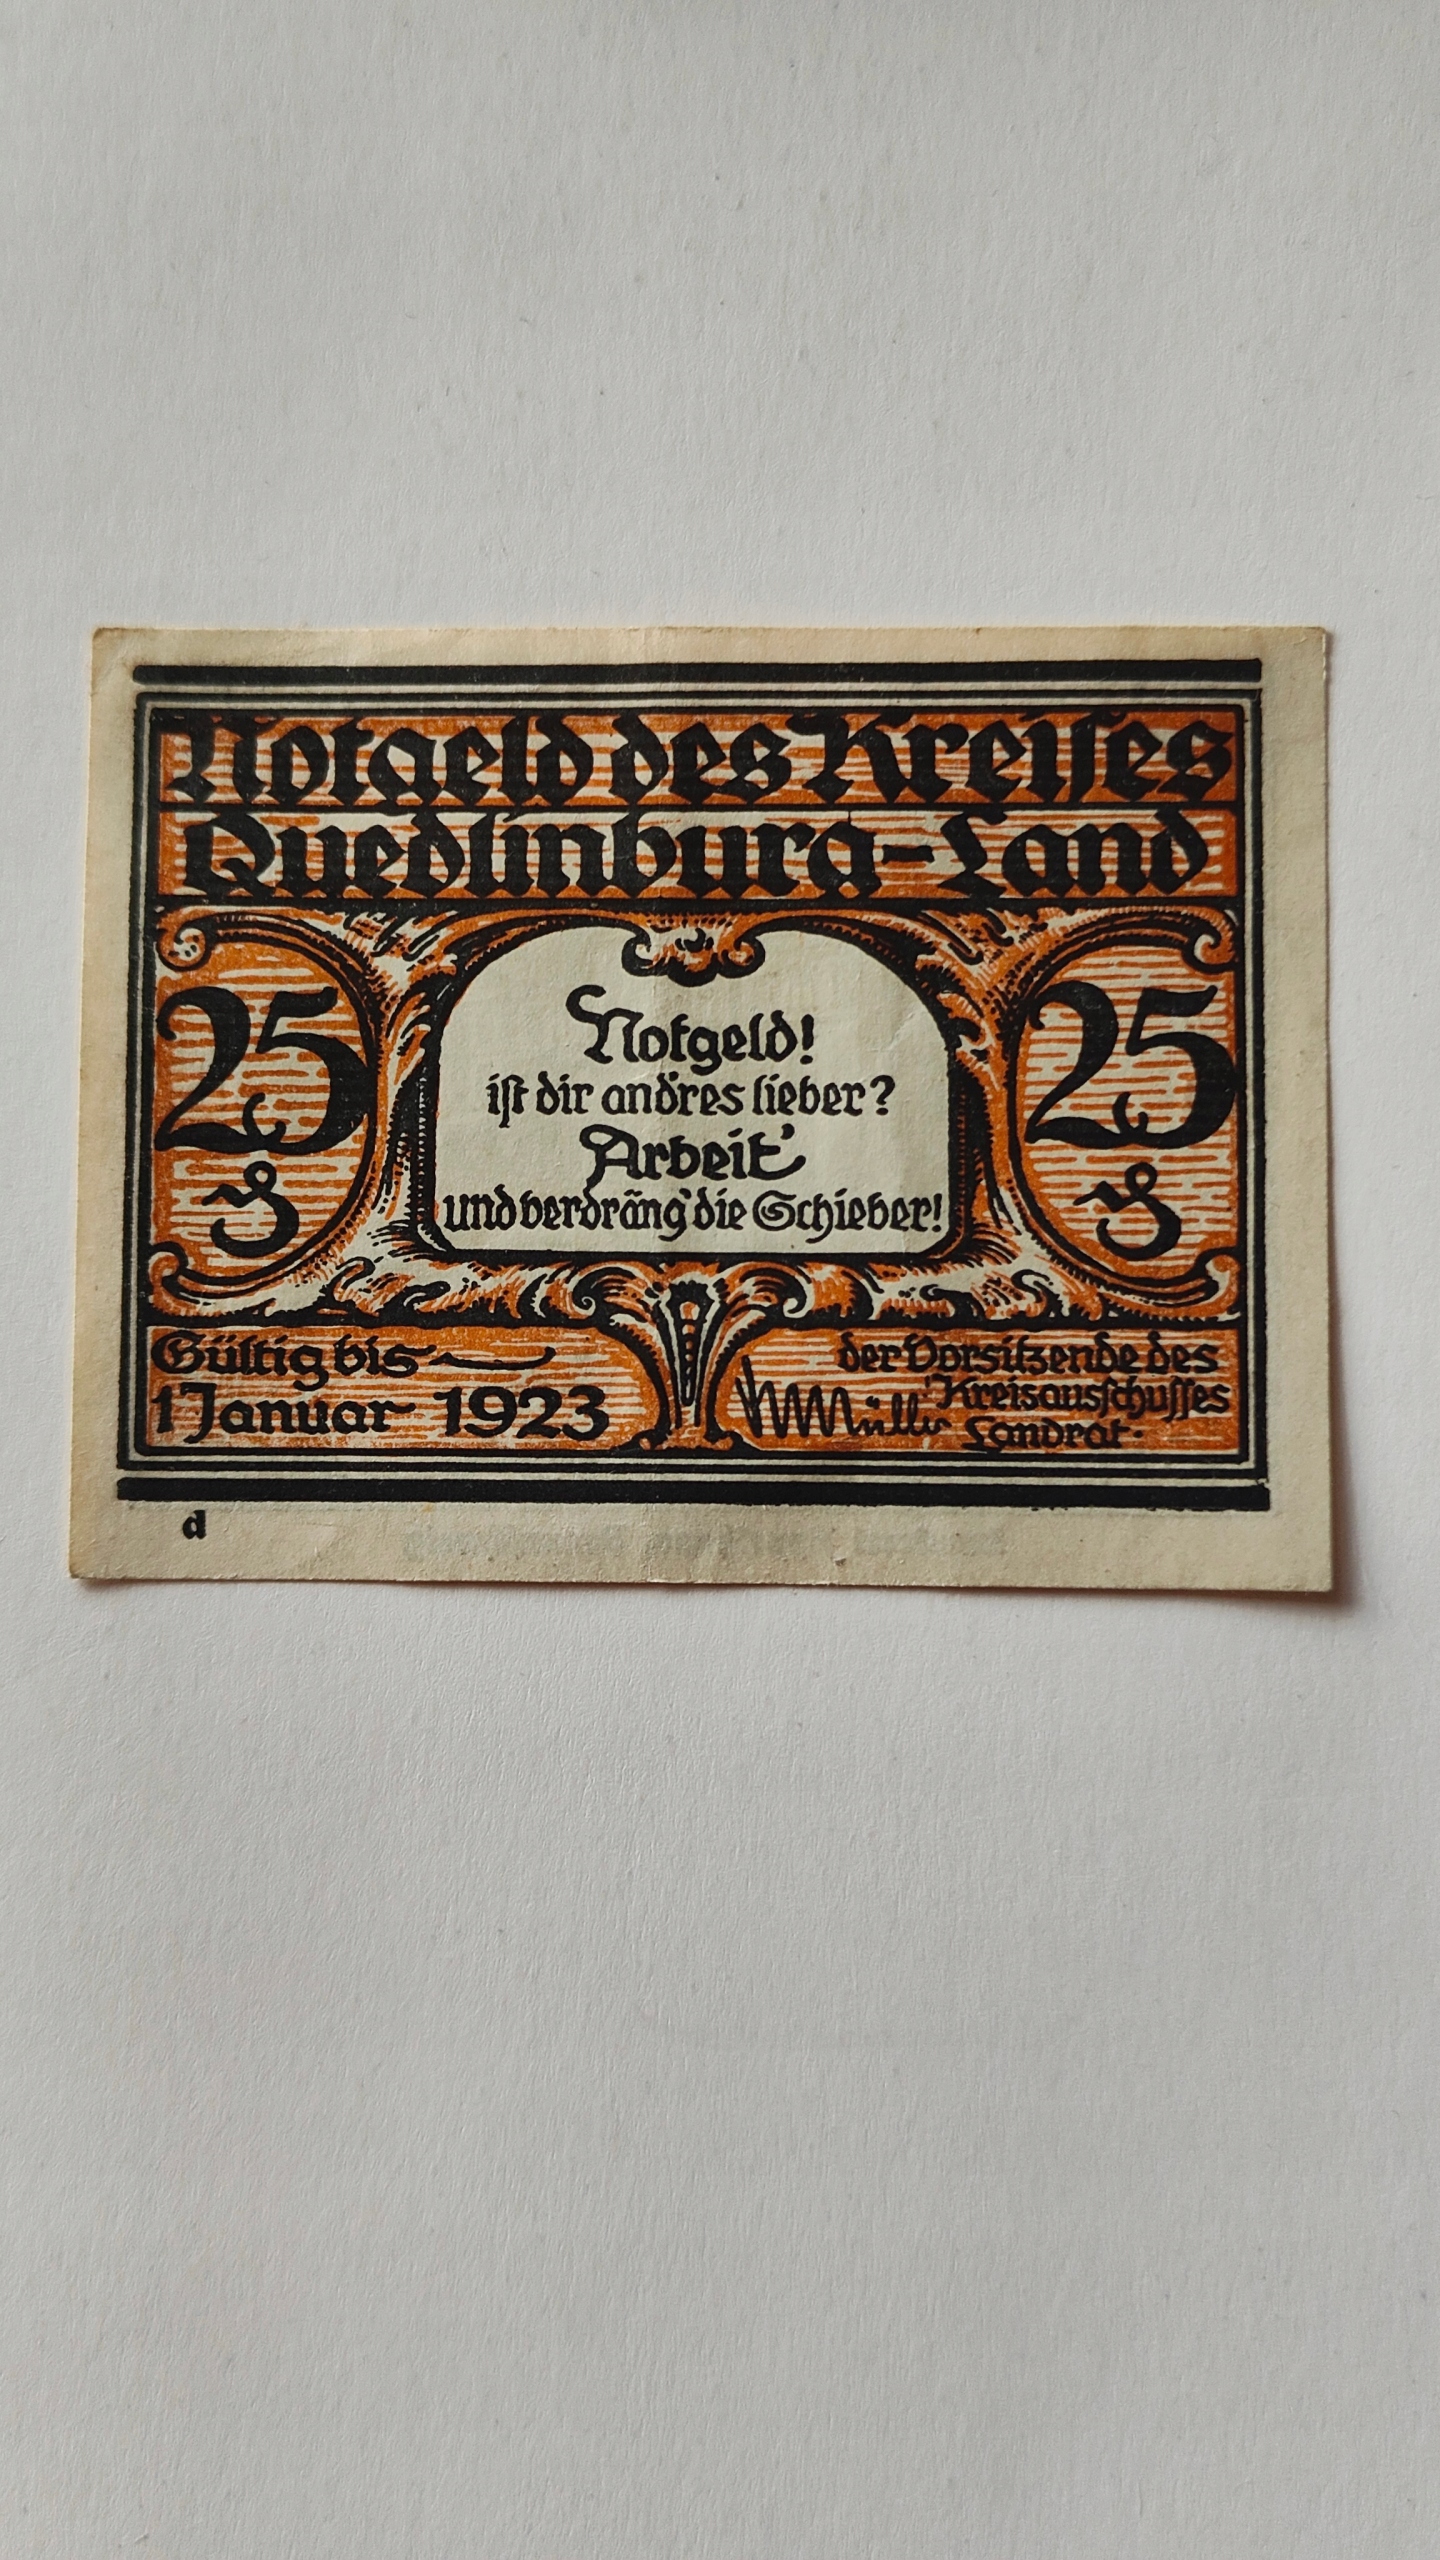 Notgeld des Kreiſes
Quedlinburg-Land
25 ₰
Notgeld!
iſt dir andres lieber?
Arbeit'
und verdräng' die Schieber!
25 ₰
Gültig bis
1 Januar 1923
der Vorsitzende des
Kreisausſchuſſes
Landrat.
Müller
d